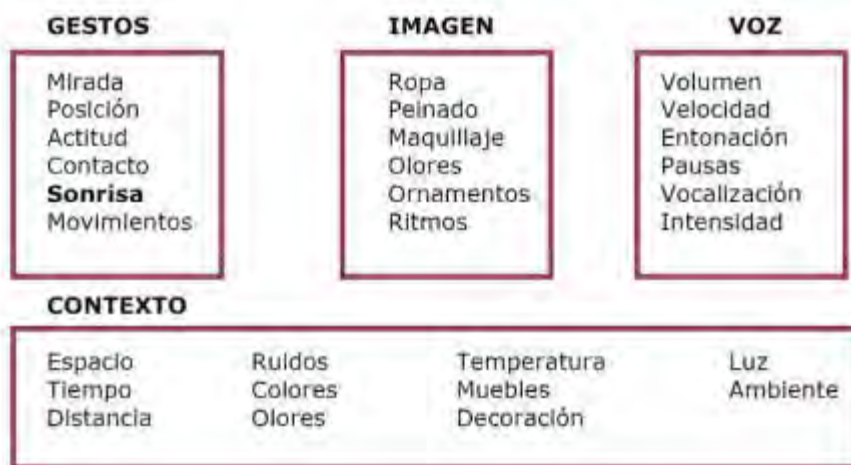 GESTOS
Mirada
Posición
Actitud
Contacto
Sonrisa
Movimientos
IMAGEN
Ropa
Peinado
Maquillaje
Olores
Ornamentos
Ritmos
VOZ
Volumen
Velocidad
Entonación
Pausas
Vocalización
Intensidad
CONTEXTO
Espacio
Tiempo
Distancia
Ruidos
Colores
Olores
Temperatura
Muebles
Decoración
Luz
Ambiente